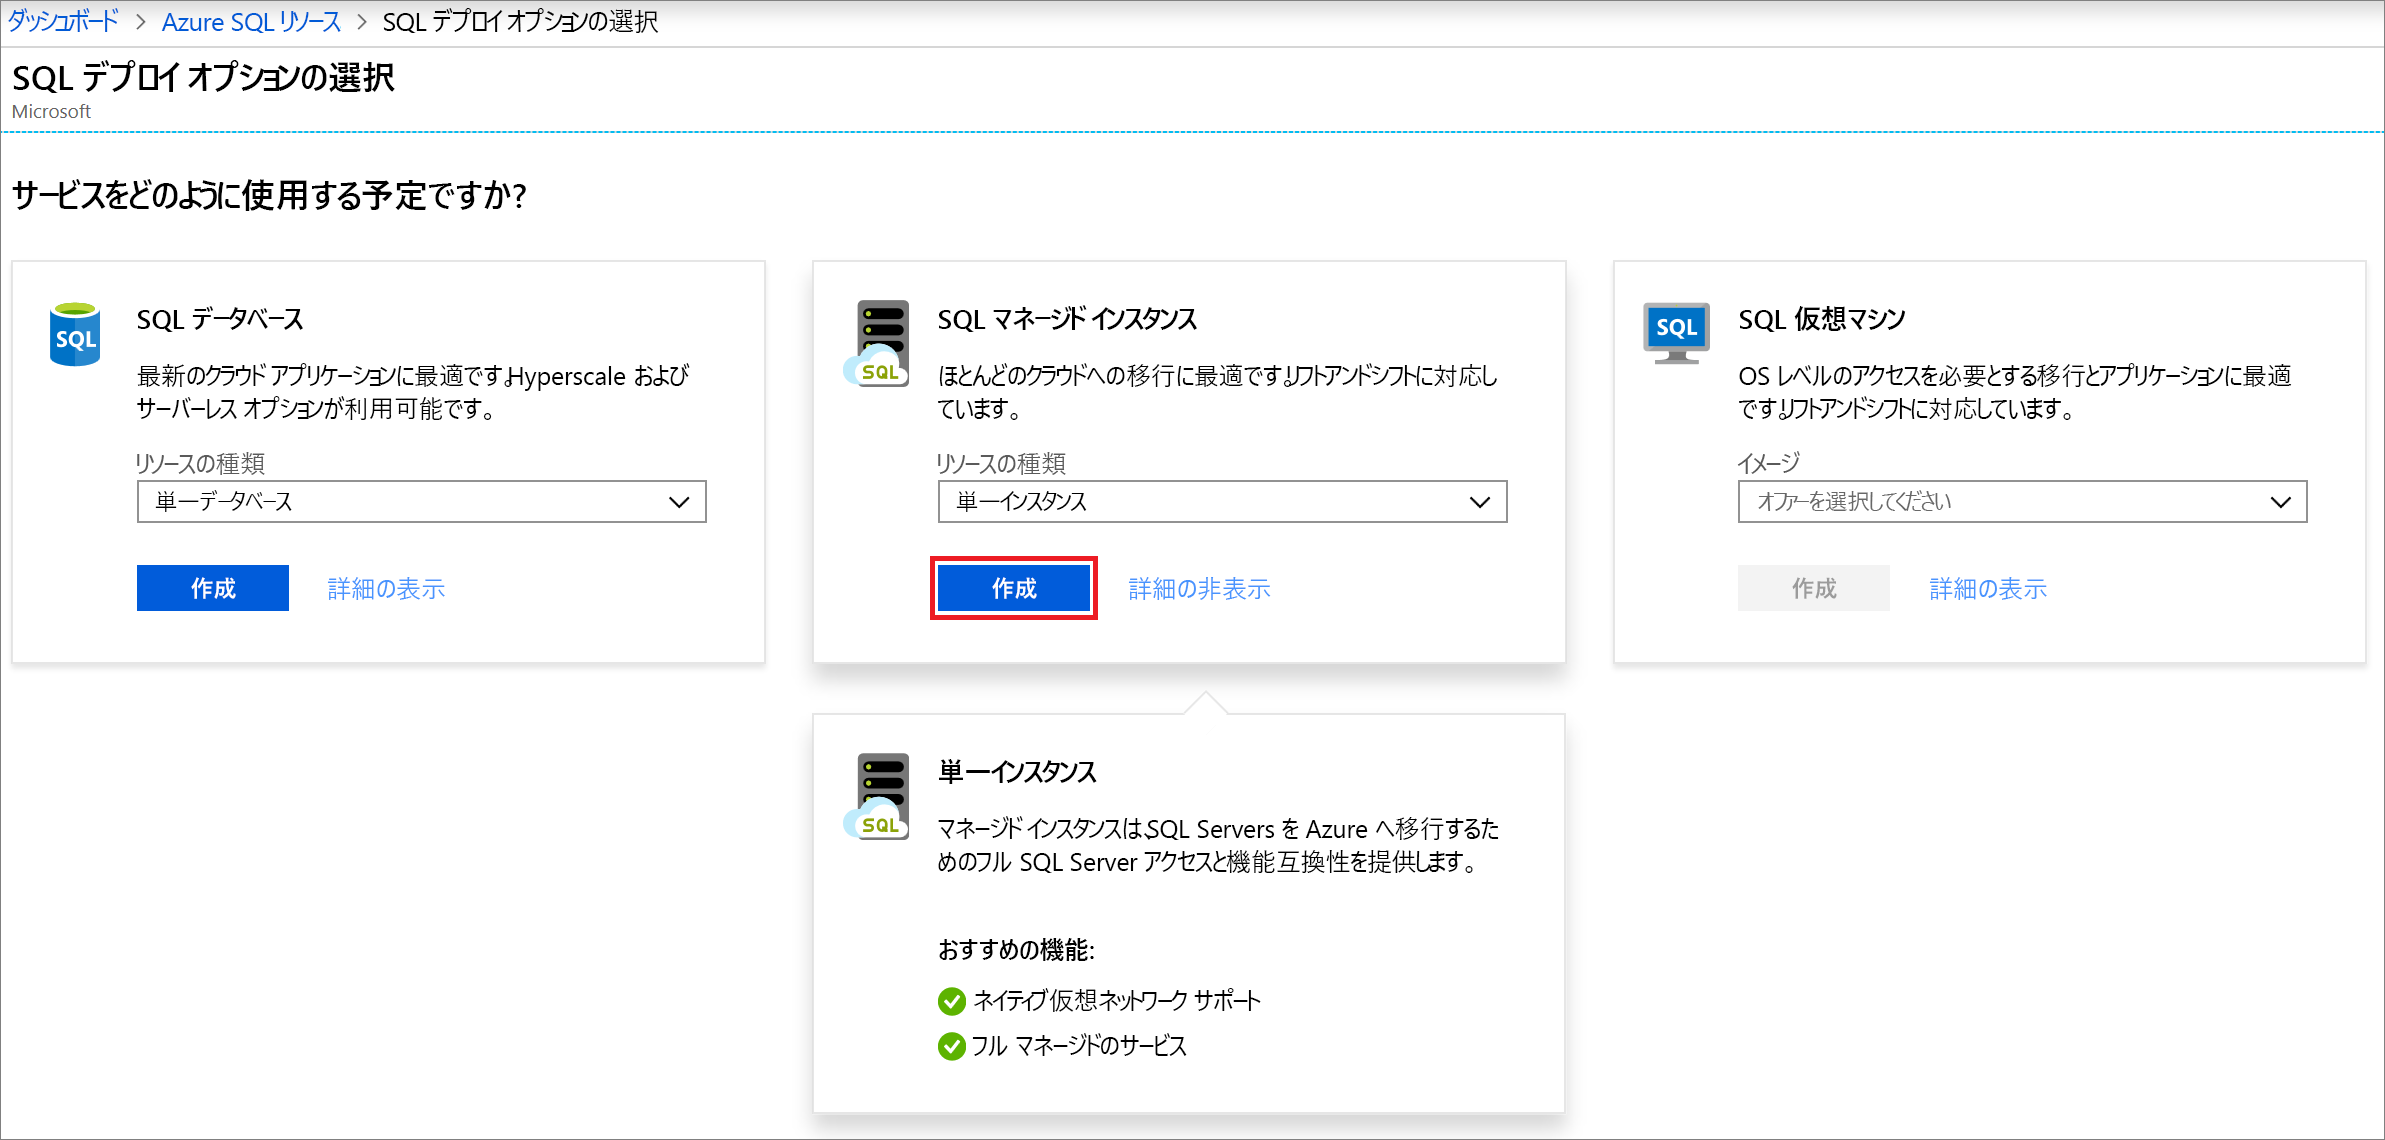 ダッシュボード > Azure SQL リソース > SQL デプロイ オプションの選択
SQL デプロイ オプションの選択
Microsoft
サービスをどのように使用する予定ですか?
SQL
SQL データベース
最新のクラウド アプリケーションに最適です。Hyperscale および
サーバーレス オプションが利用可能です。
リソースの種類
単一データベース
作成
詳細の表示
SQL
SQL マネージド インスタンス
ほとんどのクラウドへの移行に最適です。リフトアンドシフトに対応し
ています。
リソースの種類
単一インスタンス
作成
詳細の非表示
SQL
SQL 仮想マシン
OS レベルのアクセスを必要とする移行とアプリケーションに最適
です。リフトアンドシフトに対応しています。
イメージ
オファーを選択してください
作成
詳細の表示
SQL
単一インスタンス
マネージド インスタンスは、SQL Servers を Azure へ移行するた
めのフル SQL Server アクセスと機能互換性を提供します。
おすすめの機能:
ネイティブ仮想ネットワーク サポート
フル マネージドのサービス